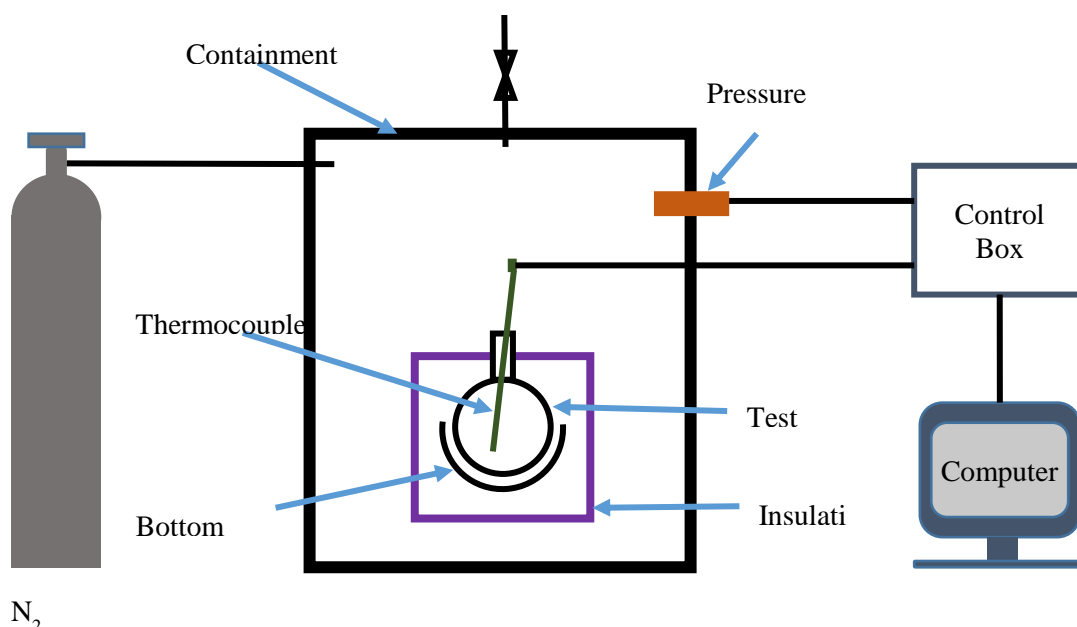 Containment
Pressure
Control
Box
Thermocouple
Test
Computer
Bottom
Insulati
N₂